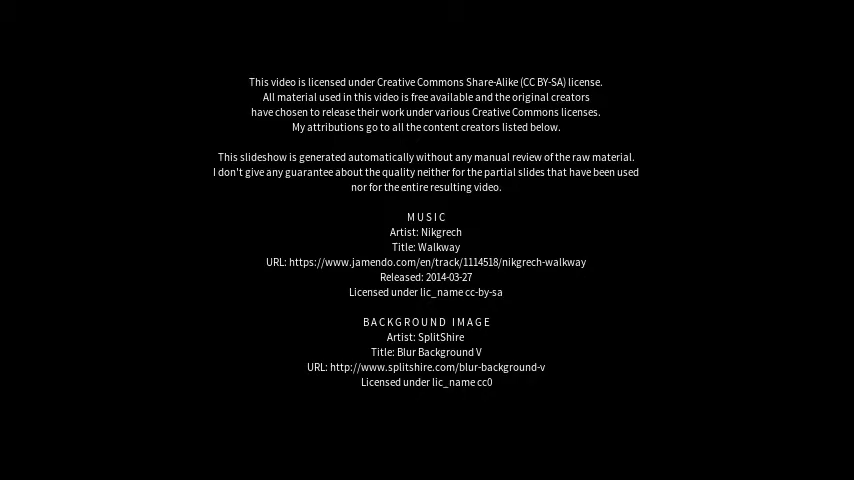 This video is licensed under Creative Commons Share-Alike (CC BY-SA) license.
All material used in this video is free available and the original creators
have chosen to release their work under various Creative Commons licenses.
My attributions go to all the content creators listed below.
This slideshow is generated automatically without any manual review of the raw material.
I don't give any guarantee about the quality neither for the partial slides that have been used
nor for the entire resulting video.
MUSIC
Artist: Nikgrech
Title: Walkway
URL: https://www.jamendo.com/en/track/1114518/nikgrech-walkway
Released: 2014-03-27
Licensed under lic_name cc-by-sa
BACKGROUND IMAGE
Artist: SplitShire
Title: Blur Background V
URL: http://www.splitshire.com/blur-background-v
Licensed under lic_name cc0